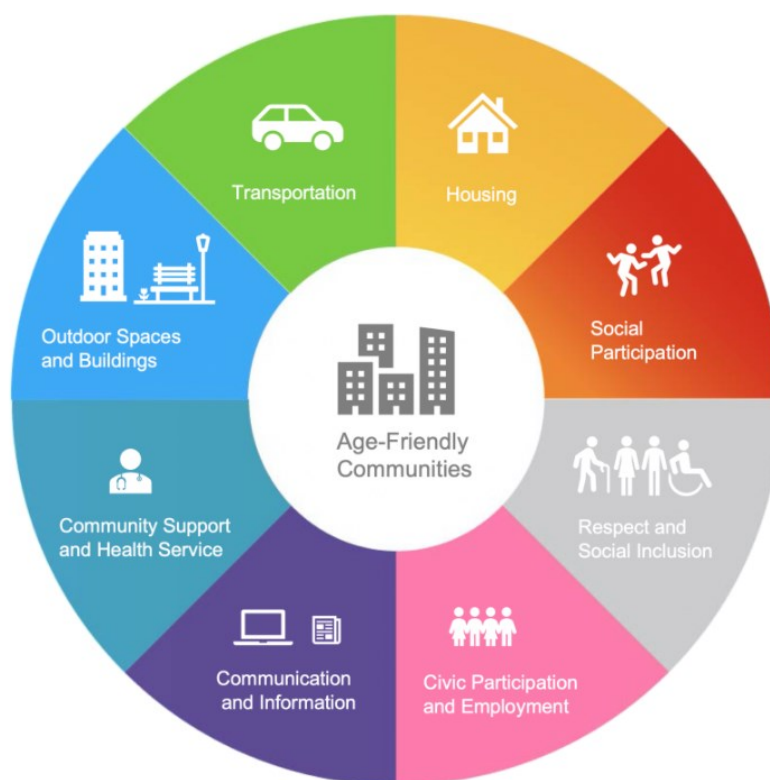 Transportation
Housing
Outdoor Spaces
and Buildings
Social
Participation
Age-Friendly
Communities
Community Support
and Health Service
Respect and
Social Inclusion
Communication
and Information
Civic Participation
and Employment